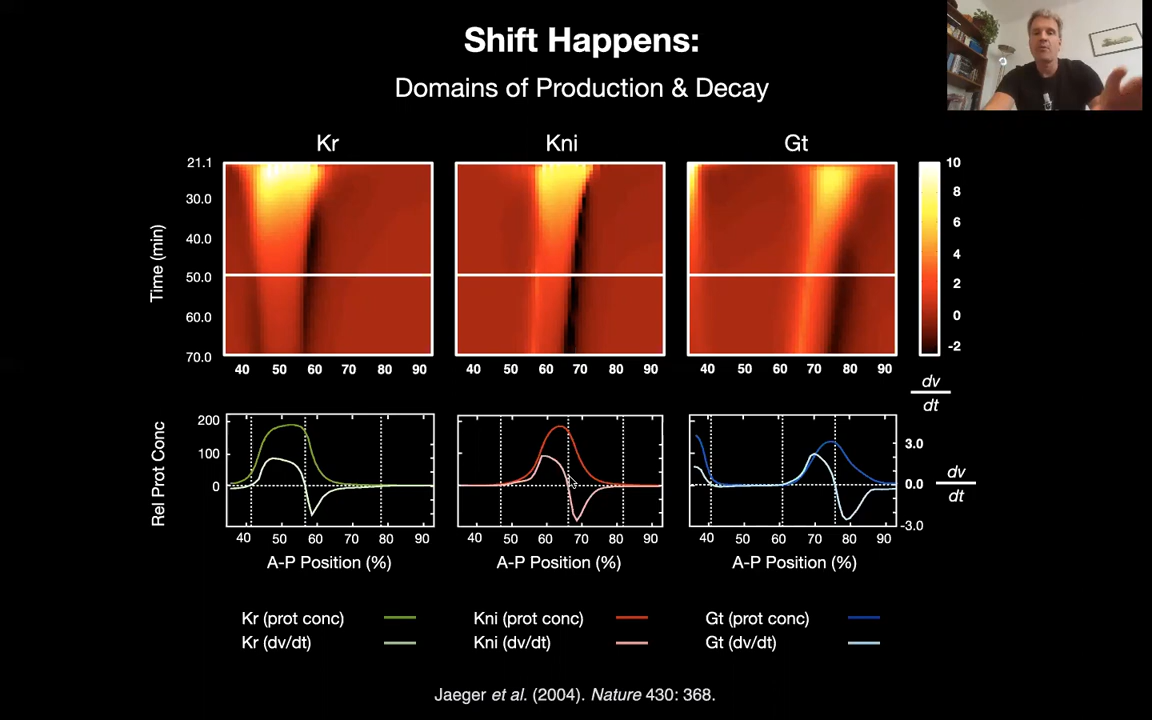 Shift Happens:
Domains of Production & Decay
Kr Kni Gt
21.1
30.0
40.0
50.0
60.0
70.0
Time (min)
40 50 60 70 80 90
40 50 60 70 80 90
40 50 60 70 80 90
10
8
6
4
2
0
-2
dv
dt
200
100
0
Rel Prot Conc
40 50 60 70 80 90
40 50 60 70 80 90
40 50 60 70 80 90
A-P Position (%)
A-P Position (%)
A-P Position (%)
3.0
0.0
-3.0
dv
dt
Kr (prot conc)
Kr (dv/dt)
Kni (prot conc)
Kni (dv/dt)
Gt (prot conc)
Gt (dv/dt)
Jaeger et al. (2004). Nature 430: 368.